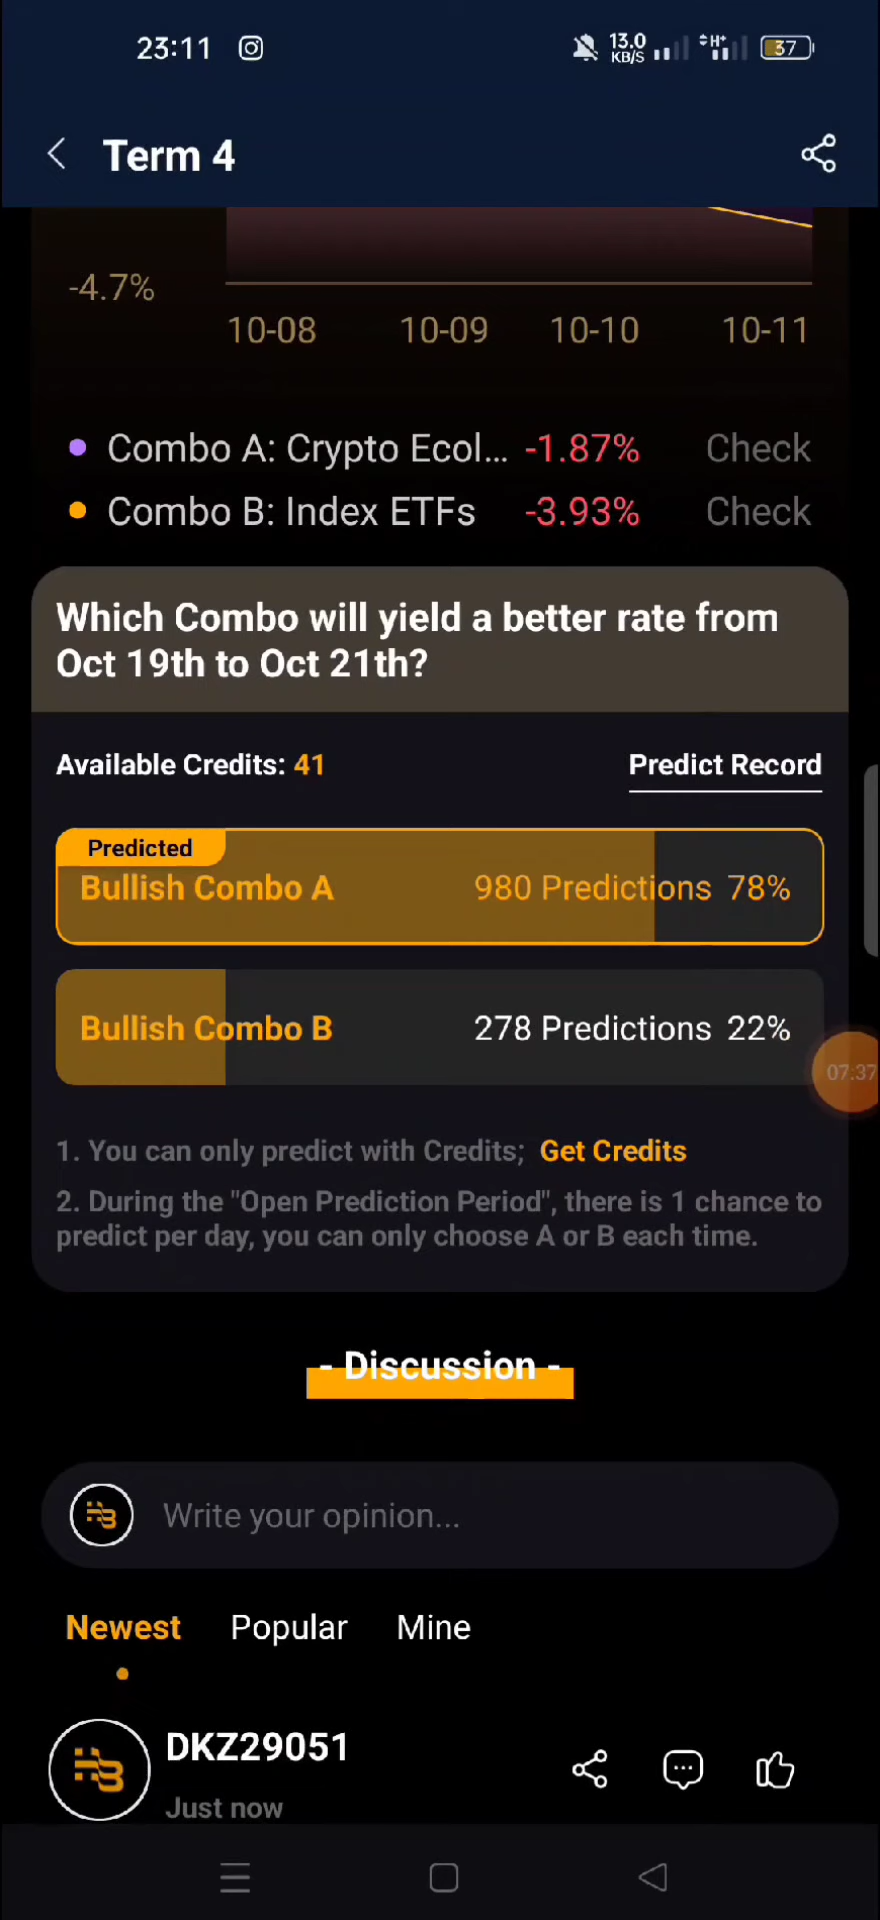 23:11
13.0
KB/S
H+
37
Term 4
-4.7%
10-08 10-09 10-10 10-11
Combo A: Crypto Ecol... -1.87% Check
Combo B: Index ETFs -3.93% Check
Which Combo will yield a better rate from
Oct 19th to Oct 21th?
Available Credits: 41 Predict Record
Predicted
Bullish Combo A 980 Predictions 78%
Bullish Combo B 278 Predictions 22%
07:37
1. You can only predict with Credits; Get Credits
2. During the "Open Prediction Period", there is 1 chance to
predict per day, you can only choose A or B each time.
- Discussion -
Write your opinion...
Newest Popular Mine
DKZ29051
Just now